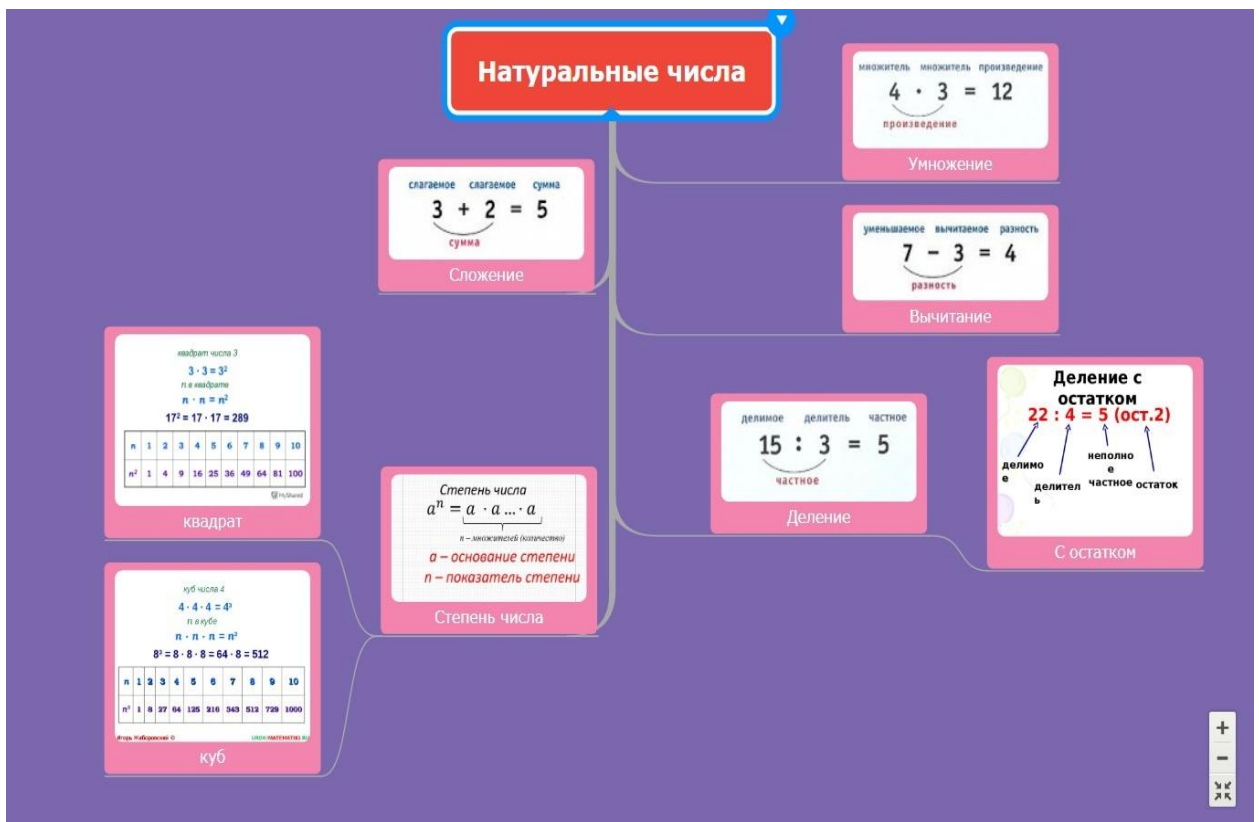 Натуральные числа
множитель множитель произведение
4 · 3 = 12
произведение
Умножение
слагаемое слагаемое сумма
3 + 2 = 5
сумма
Сложение
уменьшаемое вычитаемое разность
7 − 3 = 4
разность
Вычитание
квадрат числа 3
3 · 3 = 3²
n в квадрате
n · n = n²
17² = 17 · 17 = 289
n 1 2 3 4 5 6 7 8 9 10
n² 1 4 9 16 25 36 49 64 81 100
MyShared
квадрат
делимое делитель частное
15 : 3 = 5
частное
Деление
Деление с
остатком
22 : 4 = 5 (ост.2)
делимо
е
делител
ь
неполно
е
частное
остаток
С остатком
Степень числа
aⁿ = a · a ... · a
n – множителей (количество)
a – основание степени
n – показатель степени
Степень числа
куб числа 4
4 · 4 · 4 = 4³
n в кубе
n · n · n = n³
8³ = 8 · 8 · 8 = 64 · 8 = 512
n 1 2 3 4 5 6 7 8 9 10
n³ 1 8 27 64 125 216 343 512 729 1000
Игорь Жаборовский ©
UROKIMATEMATIKI.RU
куб